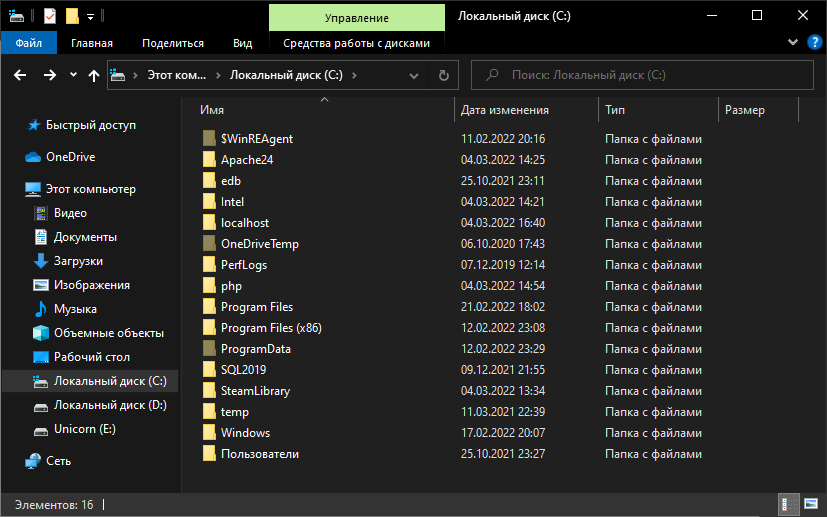 Управление
Локальный диск (C:)
Файл
Главная
Поделиться
Вид
Средства работы с дисками
Этот ком... Локальный диск (C:)
Поиск: Локальный диск (C:)
Быстрый доступ
OneDrive
Этот компьютер
Видео
Документы
Загрузки
Изображения
Музыка
Объемные объекты
Рабочий стол
Локальный диск (C:)
Локальный диск (D:)
Unicorn (E:)
Сеть
Имя Дата изменения Тип Размер
$WinREAgent 11.02.2022 20:16 Папка с файлами
Apache24 04.03.2022 14:25 Папка с файлами
edb 25.10.2021 23:11 Папка с файлами
Intel 04.03.2022 14:21 Папка с файлами
localhost 04.03.2022 16:40 Папка с файлами
OneDriveTemp 06.10.2020 17:43 Папка с файлами
PerfLogs 07.12.2019 12:14 Папка с файлами
php 04.03.2022 14:54 Папка с файлами
Program Files 21.02.2022 18:02 Папка с файлами
Program Files (x86) 12.02.2022 23:08 Папка с файлами
ProgramData 12.02.2022 23:29 Папка с файлами
SQL2019 09.12.2021 21:55 Папка с файлами
SteamLibrary 04.03.2022 13:34 Папка с файлами
temp 11.03.2021 22:39 Папка с файлами
Windows 17.02.2022 20:07 Папка с файлами
Пользователи 25.10.2021 23:27 Папка с файлами
Элементов: 16